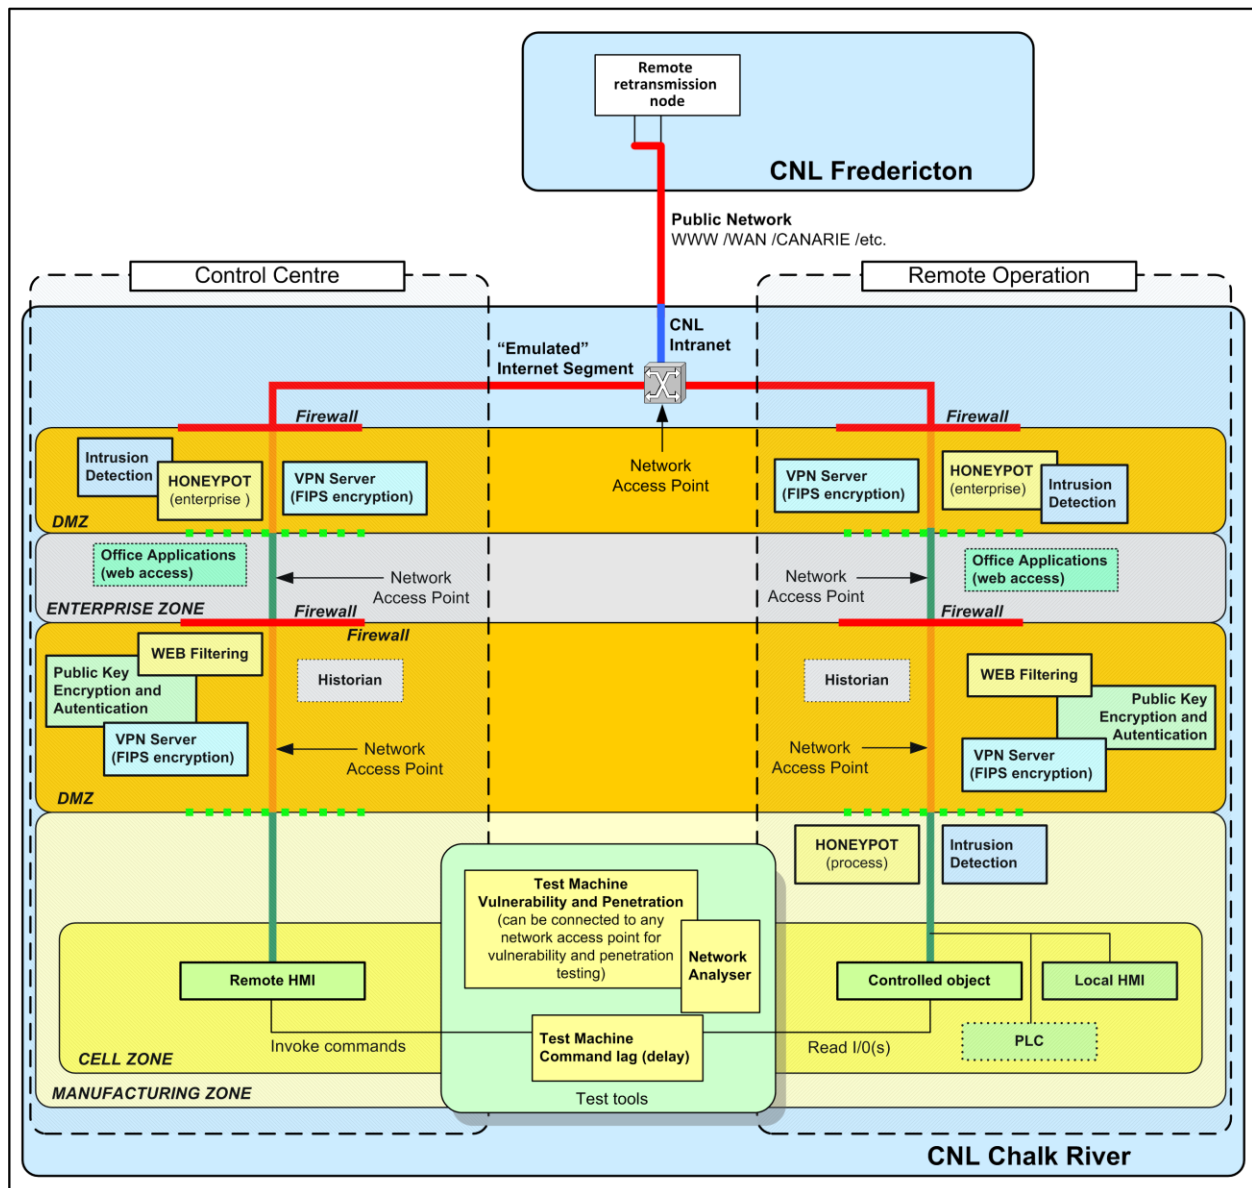 Remote
retransmission
node
CNL Fredericton
Public Network
WWW /WAN /CANARIE /etc.
Control Centre
Remote Operation
CNL
Intranet
“Emulated”
Internet Segment
Firewall
Firewall
Intrusion
Detection
HONEYPOT
(enterprise )
VPN Server
(FIPS encryption)
Network
Access Point
VPN Server
(FIPS encryption)
HONEYPOT
(enterprise)
Intrusion
Detection
DMZ
Office Applications
(web access)
Network
Access Point
Network
Access Point
Office Applications
(web access)
ENTERPRISE ZONE
Firewall
Firewall
Firewall
WEB Filtering
Public Key
Encryption and
Autentication
VPN Server
(FIPS encryption)
Historian
Network
Access Point
Historian
Network
Access Point
WEB Filtering
Public Key
Encryption and
Autentication
VPN Server
(FIPS encryption)
DMZ
HONEYPOT
(process)
Intrusion
Detection
Test Machine
Vulnerability and Penetration
(can be connected to any
network access point for
vulnerability and penetration
testing)
Network
Analyser
Remote HMI
Controlled object
Local HMI
Invoke commands
Test Machine
Command lag (delay)
Read I/0(s)
PLC
CELL ZONE
MANUFACTURING ZONE
Test tools
CNL Chalk River